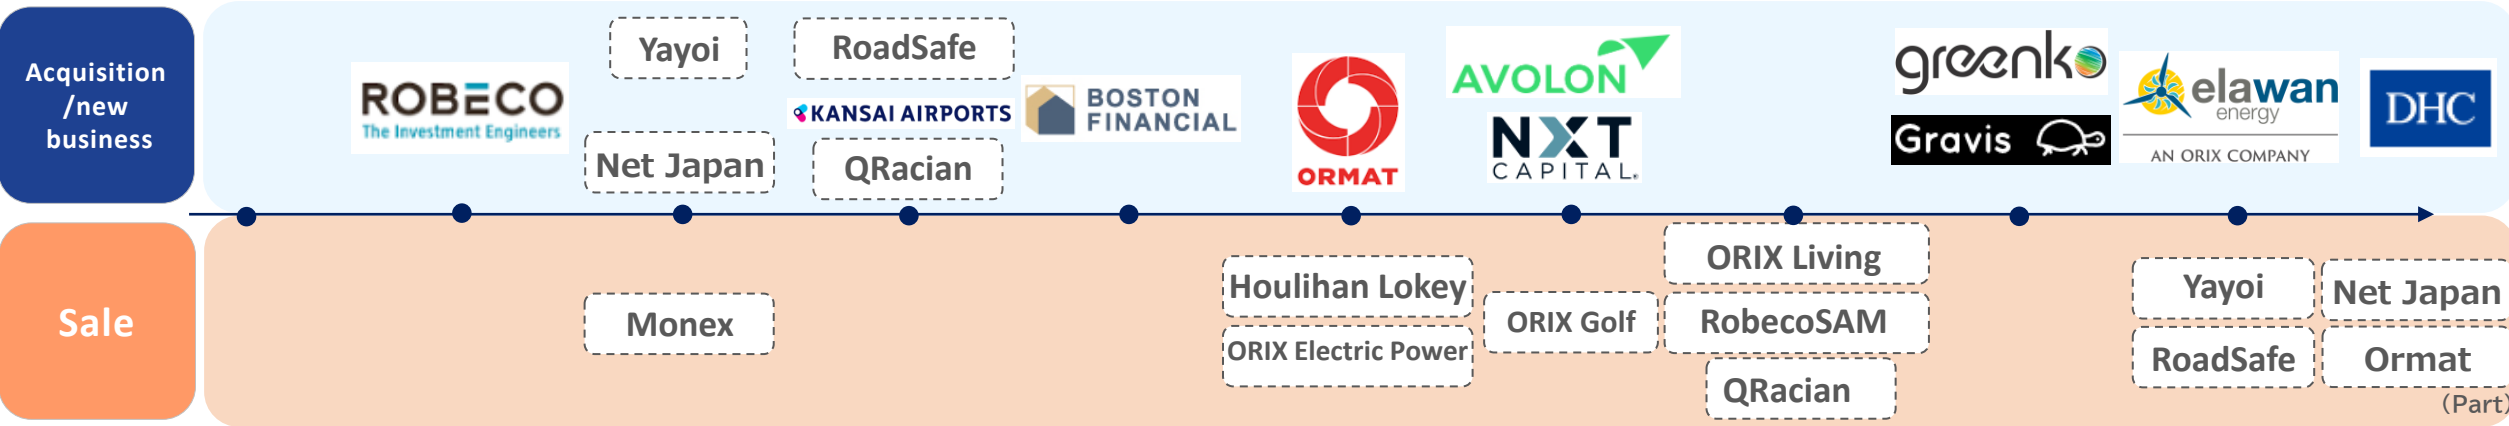 Acquisition
/new
business
ROBECO
The Investment Engineers
Yayoi
Net Japan
RoadSafe
KANSAI AIRPORTS
QRacian
BOSTON
FINANCIAL
ORMAT
AVOLON
NXT
CAPITAL
greenko
Gravis
elawan
energy
AN ORIX COMPANY
DHC
Sale
Monex
Houlihan Lokey
ORIX Electric Power
ORIX Golf
ORIX Living
RobecoSAM
QRacian
Yayoi
RoadSafe
Net Japan
Ormat
(Part)